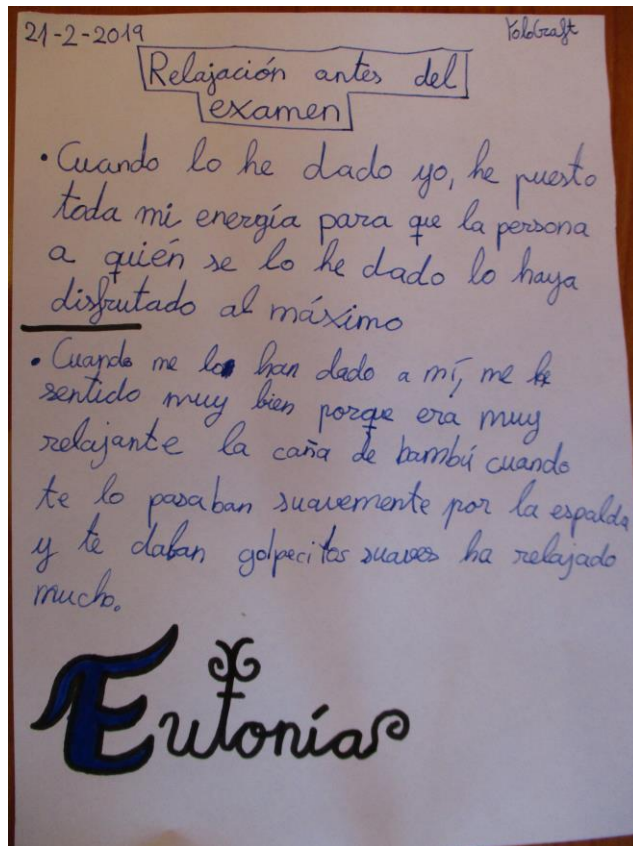 21-2-2019 YoloCraft
Relajación antes del
examen
• Cuando lo he dado yo, he puesto
toda mi energía para que la persona
a quién se lo he dado lo haya
disfrutado al máximo
• Cuando me lo han dado a mí, me he
sentido muy bien porque era muy
relajante la caña de bambú cuando
te lo pasaban suavemente por la espalda
y te daban golpecitos suaves ha relajado
mucho.
Eutonía